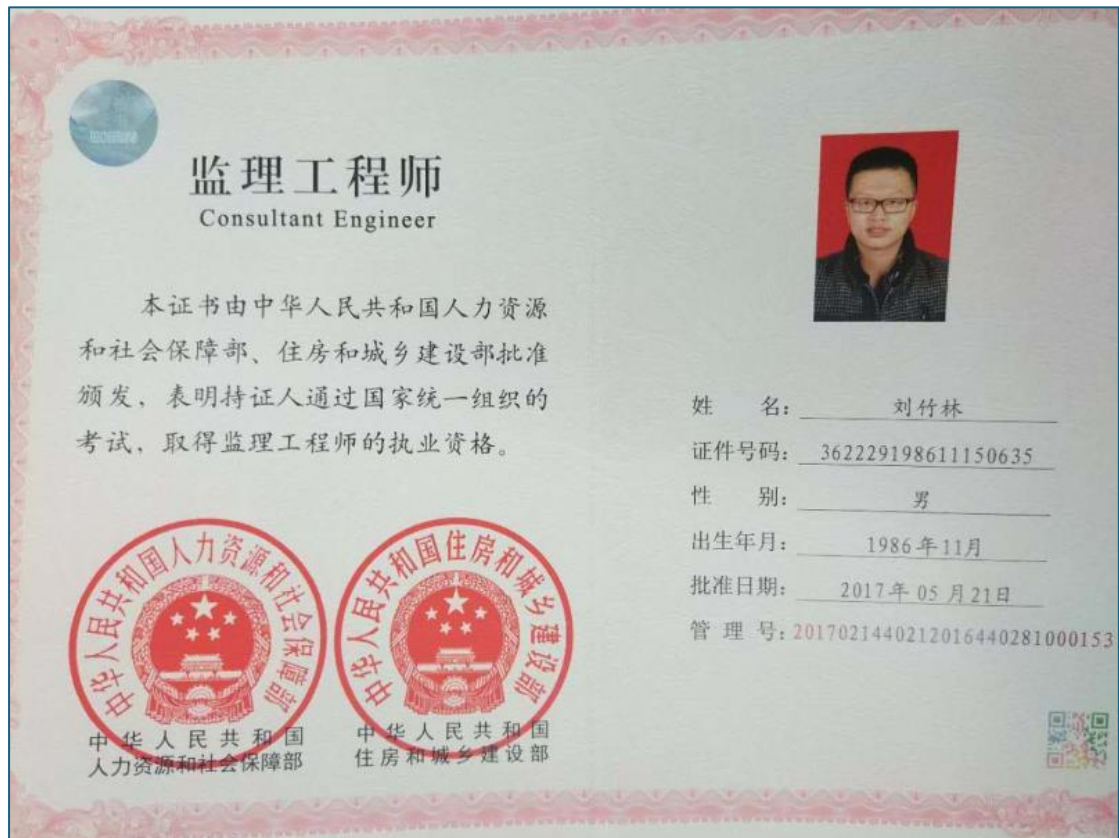 监理工程师
Consultant Engineer
本证书由中华人民共和国人力资源
和社会保障部、住房和城乡建设部批准
颁发，表明持证人通过国家统一组织的
考试，取得监理工程师的执业资格。
中华人民共和国人力资源和社会保障部
中华人民共和国
人力资源和社会保障部
中华人民共和国住房和城乡建设部
中华人民共和国
住房和城乡建设部
姓 名：刘竹林
证件号码：362229198611150635
性 别：男
出生年月：1986年11月
批准日期：2017年05月21日
管 理 号：2017021440212016440281000153